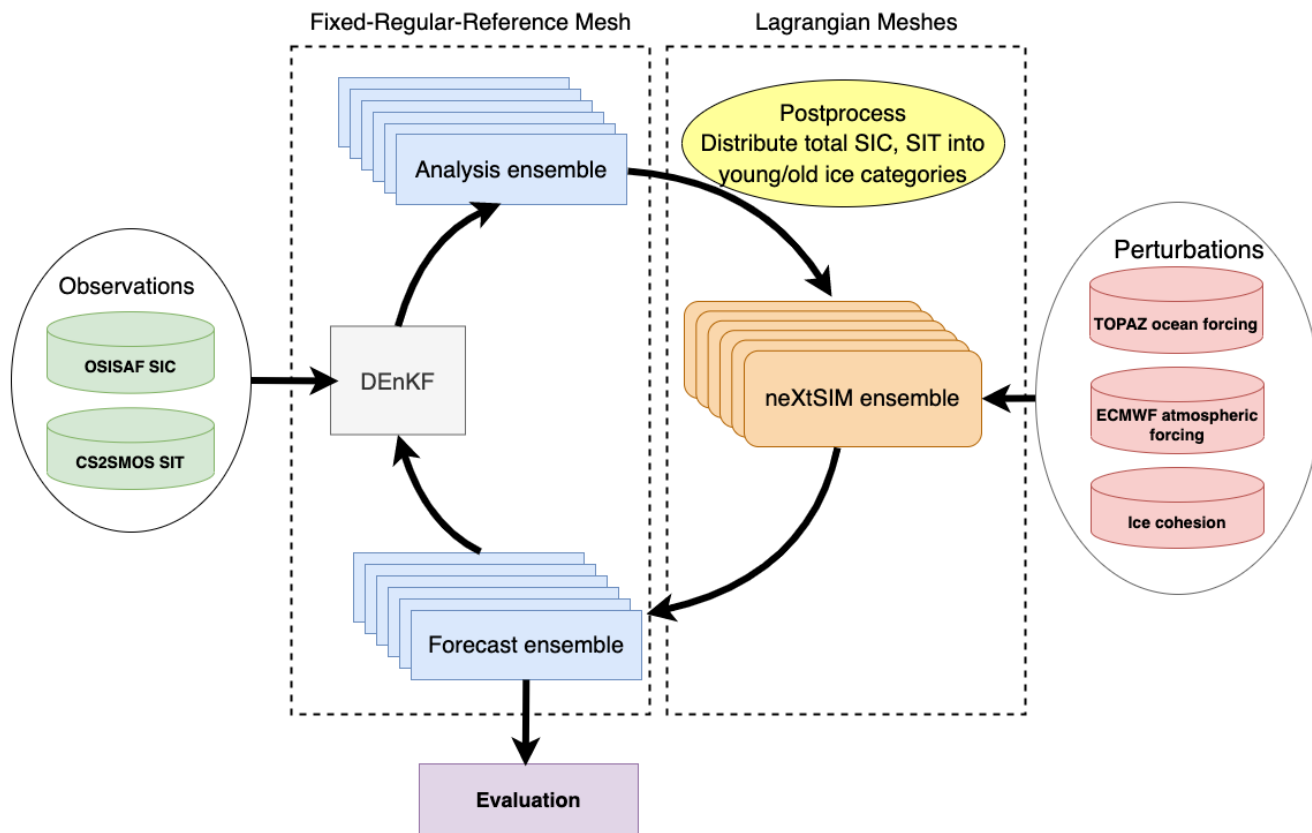 Fixed-Regular-Reference Mesh
Lagrangian Meshes
Postprocess
Distribute total SIC, SIT into
young/old ice categories
Analysis ensemble
Observations
OSISAF SIC
CS2SMOS SIT
DEnKF
neXtSIM ensemble
Perturbations
TOPAZ ocean forcing
ECMWF atmospheric
forcing
Ice cohesion
Forecast ensemble
Evaluation